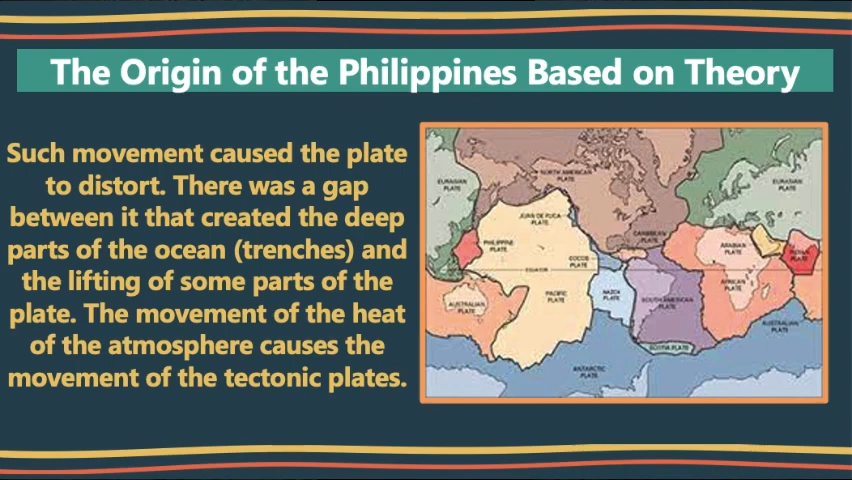 The Origin of the Philippines Based on Theory
Such movement caused the plate
to distort. There was a gap
between it that created the deep
parts of the ocean (trenches) and
the lifting of some parts of the
plate. The movement of the heat
of the atmosphere causes the
movement of the tectonic plates.
EURASIAN
PLATE
NORTH AMERICAN
PLATE
EURASIAN
PLATE
JUAN DE FUCA
PLATE
PHILIPPINE
PLATE
CARIBBEAN
PLATE
ARABIAN
PLATE
INDIAN
PLATE
COCOS
PLATE
EQUATOR
AUSTRALIAN
PLATE
PACIFIC
PLATE
NAZCA
PLATE
SOUTH AMERICAN
PLATE
AFRICAN
PLATE
AUSTRALIAN
PLATE
SCOTIA PLATE
ANTARCTIC
PLATE